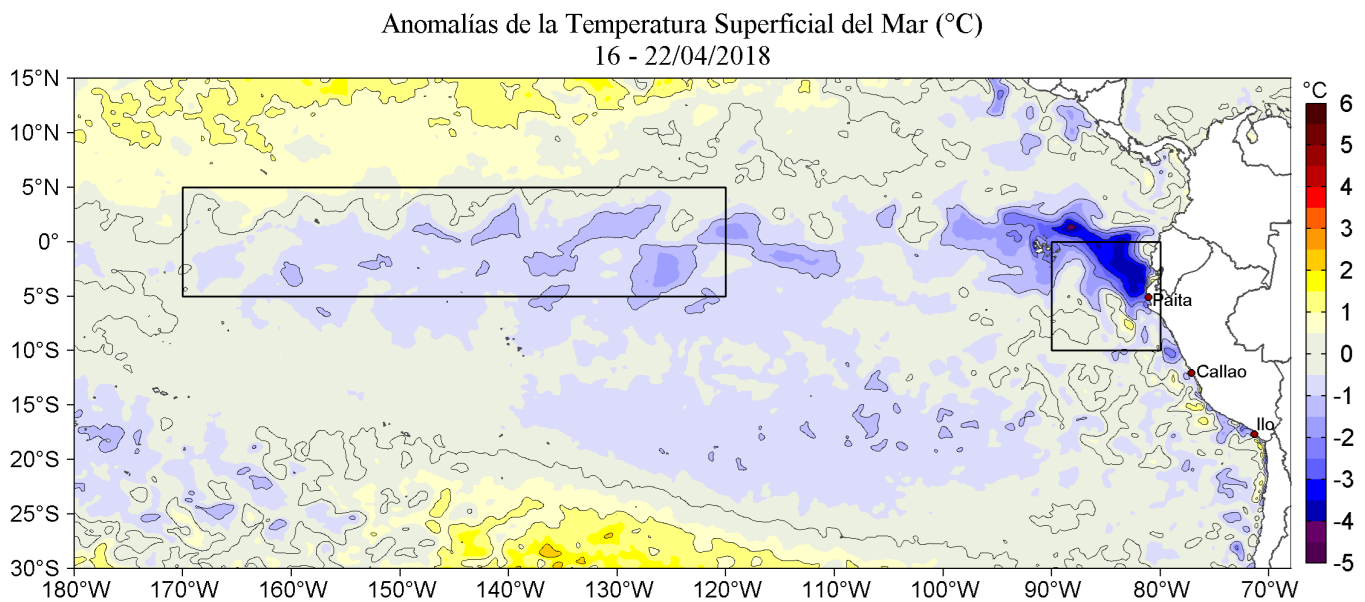 Anomalías de la Temperatura Superficial del Mar (°C)
16 - 22/04/2018
15°N
10°N
5°N
0°
5°S
10°S
15°S
20°S
25°S
30°S
180°W
170°W
160°W
150°W
140°W
130°W
120°W
110°W
100°W
90°W
80°W
70°W
Paita
Callao
Ilo
°C
6
5
4
3
2
1
0
-1
-2
-3
-4
-5